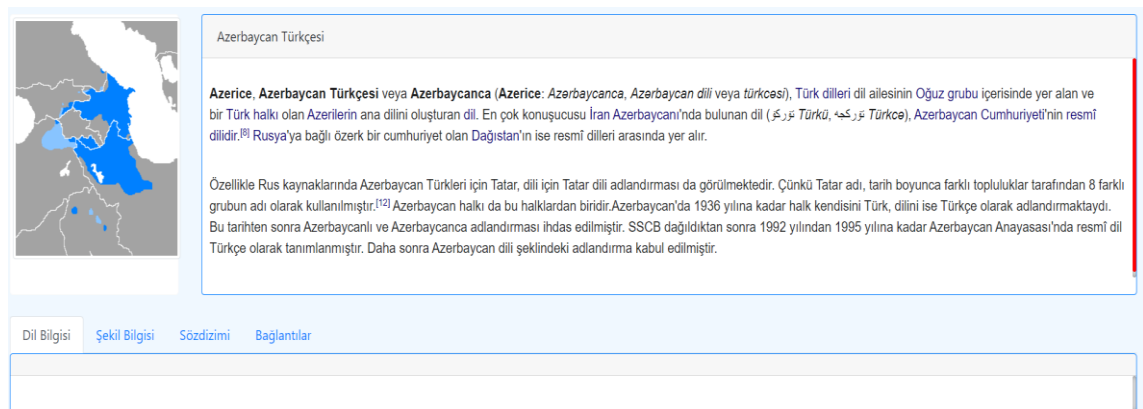 Azerbaycan Türkçesi
Azerice, Azerbaycan Türkçesi veya Azerbaycanca (Azerice: Azərbaycanca, Azərbaycan dili veya türkcəsi), Türk dilleri dil ailesinin Oğuz grubu içerisinde yer alan ve
bir Türk halkı olan Azerilerin ana dilini oluşturan dil. En çok konuşucusu İran Azerbaycanı'nda bulunan dil (تۆرکۆ Türkü, تۆرکجه Türkcə), Azerbaycan Cumhuriyeti'nin resmî
dilidir.[8] Rusya'ya bağlı özerk bir cumhuriyet olan Dağıstan'ın ise resmî dilleri arasında yer alır.
Özellikle Rus kaynaklarında Azerbaycan Türkleri için Tatar, dili için Tatar dili adlandırması da görülmektedir. Çünkü Tatar adı, tarih boyunca farklı topluluklar tarafından 8 farklı
grubun adı olarak kullanılmıştır.[12] Azerbaycan halkı da bu halklardan biridir.Azerbaycan'da 1936 yılına kadar halk kendisini Türk, dilini ise Türkçe olarak adlandırmaktaydı.
Bu tarihten sonra Azerbaycanlı ve Azerbaycanca adlandırması ihdas edilmiştir. SSCB dağıldıktan sonra 1992 yılından 1995 yılına kadar Azerbaycan Anayasası'nda resmî dil
Türkçe olarak tanımlanmıştır. Daha sonra Azerbaycan dili şeklindeki adlandırma kabul edilmiştir.
Dil Bilgisi Şekil Bilgisi Sözdizimi Bağlantılar